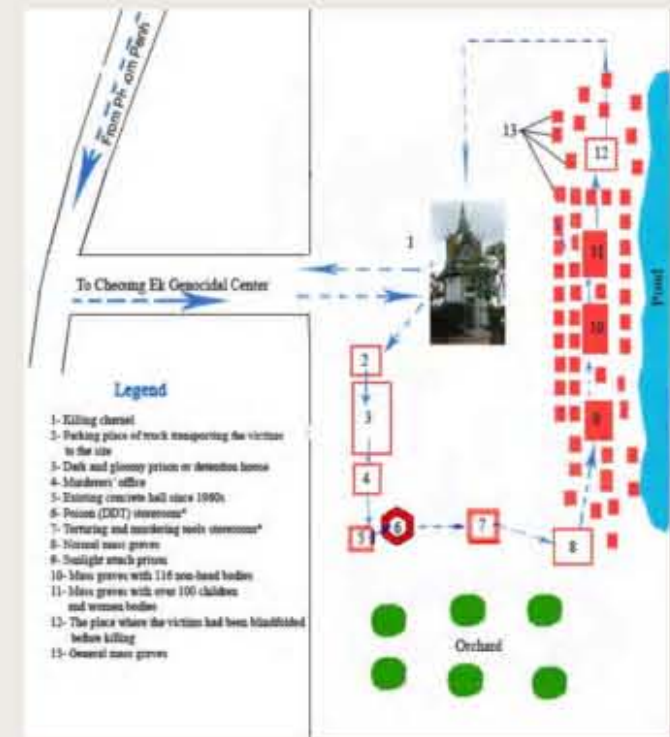 From Phnom Penh
To Cheoung Ek Genocidal Center
Legend
1- Killing
2- Parking place of truck transporting the victims
to the site
3- Dark and gloomy prison or detention house
4- Murderers' office
5- Existing concrete hall since 1960s
6- Poison (DDT) storeroom*
7- Torturing and murdering tools storeroom*
8- Normal mass graves
9- Sunlight attach prison
10- Mass graves with 116 non-head bodies
11- Mass graves with over 100 children
and women bodies
12- The place where the victims had been blindfolded
before killing
13- General mass graves
1
2
3
4
5
6
7
8
9
10
11
12
13
Pond
Orchard